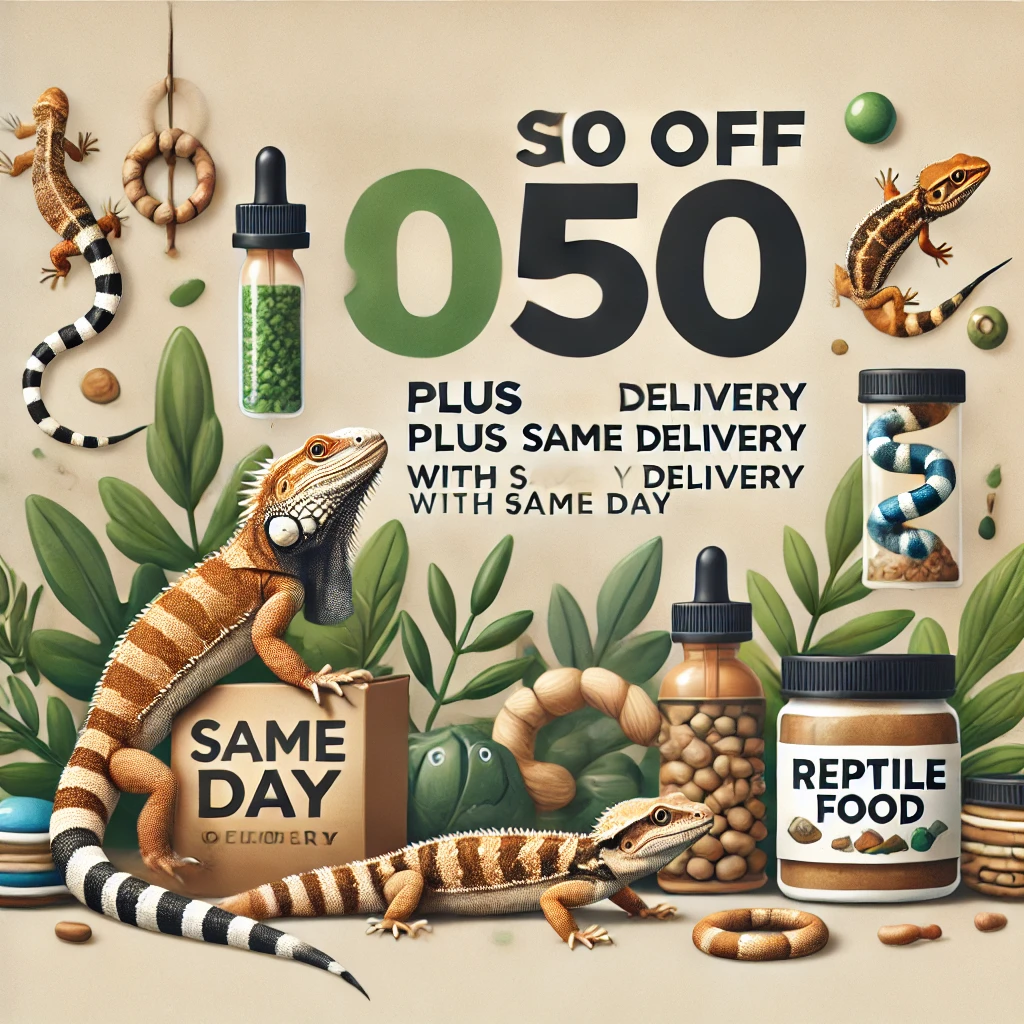 SO OFF
050
PLUS DELIVERY
PLUS SAME DELIVERY
WITH S Y DELIVERY
WITH SAME DAY
SAME
DAY
REPTILE
FOOD